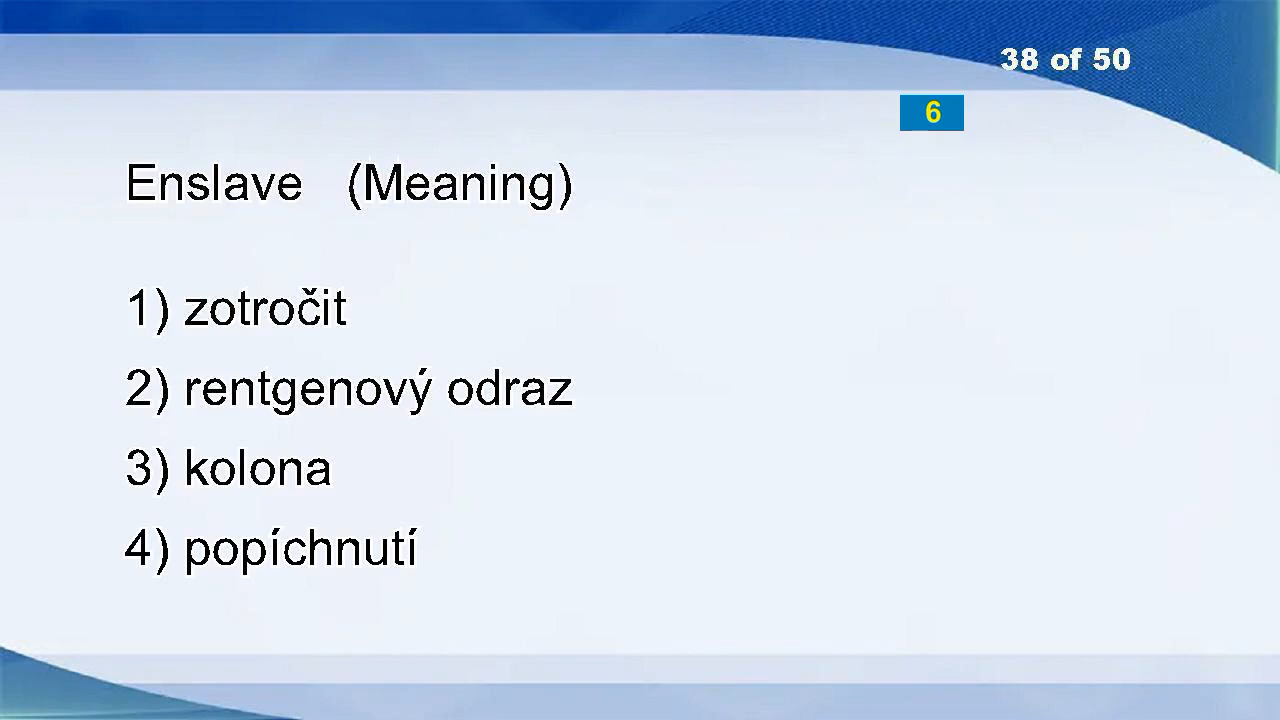 38 of 50
6
Enslave (Meaning)
1) zotročit
2) rentgenový odraz
3) kolona
4) popíchnutí